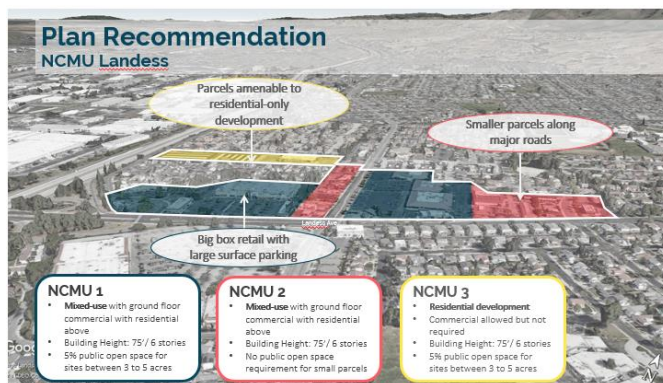 Plan Recommendation
NCMU Landess
Parcels amenable to
residential-only
development
Smaller parcels along
major roads
Landess Ave
Big box retail with
large surface parking
NCMU 1
• Mixed-use with ground floor
commercial with residential
above
• Building Height: 75'/ 6 stories
• 5% public open space for
sites between 3 to 5 acres
NCMU 2
• Mixed-use with ground floor
commercial with residential
above
• Building Height: 75'/ 6 stories
• No public open space
requirement for small parcels
NCMU 3
• Residential development
• Commercial allowed but not
required
• Building Height: 75'/ 6 stories
• 5% public open space for
sites between 3 to 5 acres